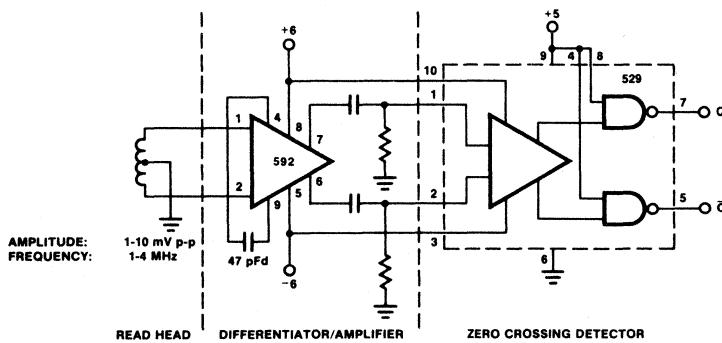 +5
+6
9 4 8
529
10
1
7
Q
1
4
8
7
592
6
2
5
9
2
5
Q̅
3
6
AMPLITUDE: 1-10 mV p-p
FREQUENCY: 1-4 MHz
47 pFd
−6
READ HEAD
DIFFERENTIATOR/AMPLIFIER
ZERO CROSSING DETECTOR